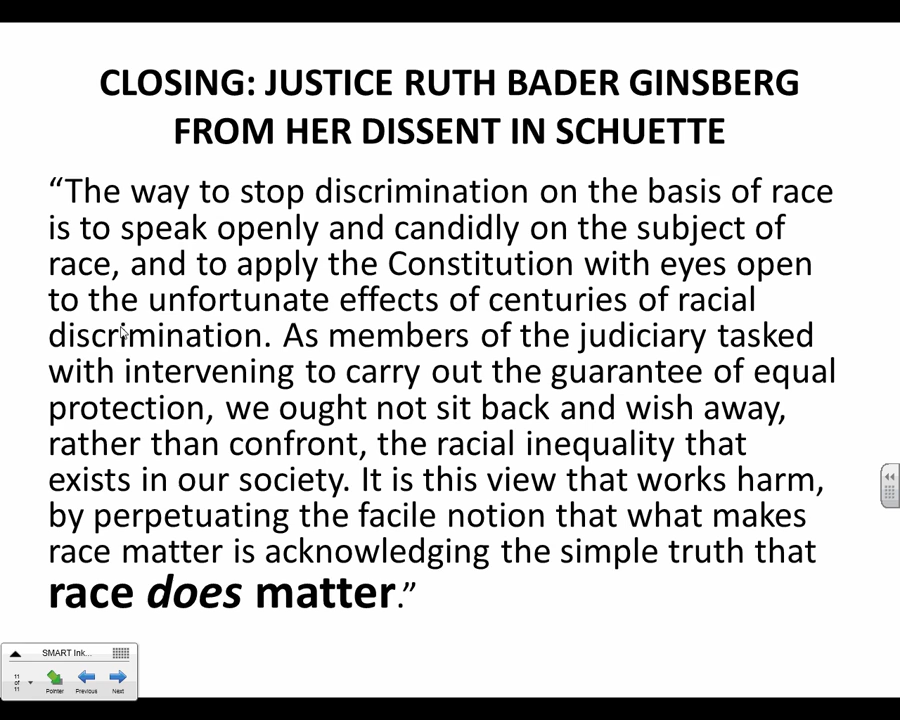 CLOSING: JUSTICE RUTH BADER GINSBERG
FROM HER DISSENT IN SCHUETTE
“The way to stop discrimination on the basis of race
is to speak openly and candidly on the subject of
race, and to apply the Constitution with eyes open
to the unfortunate effects of centuries of racial
discrimination. As members of the judiciary tasked
with intervening to carry out the guarantee of equal
protection, we ought not sit back and wish away,
rather than confront, the racial inequality that
exists in our society. It is this view that works harm,
by perpetuating the facile notion that what makes
race matter is acknowledging the simple truth that
race does matter.”
SMART Ink...
11
of
11
Pointer
Previous
Next